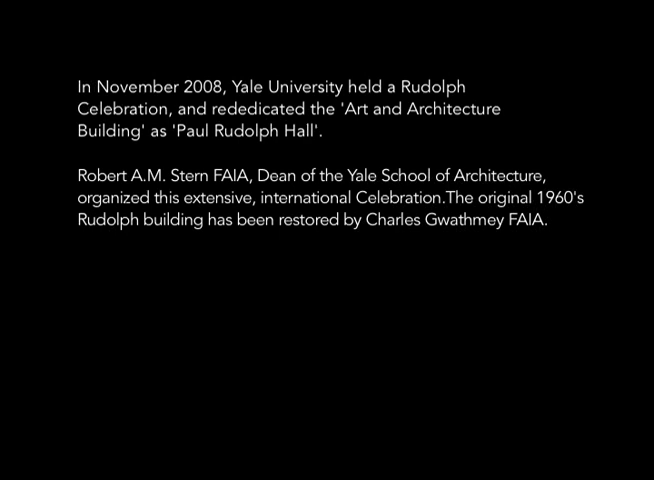 In November 2008, Yale University held a Rudolph
Celebration, and rededicated the 'Art and Architecture
Building' as 'Paul Rudolph Hall'.
Robert A.M. Stern FAIA, Dean of the Yale School of Architecture,
organized this extensive, international Celebration.The original 1960's
Rudolph building has been restored by Charles Gwathmey FAIA.